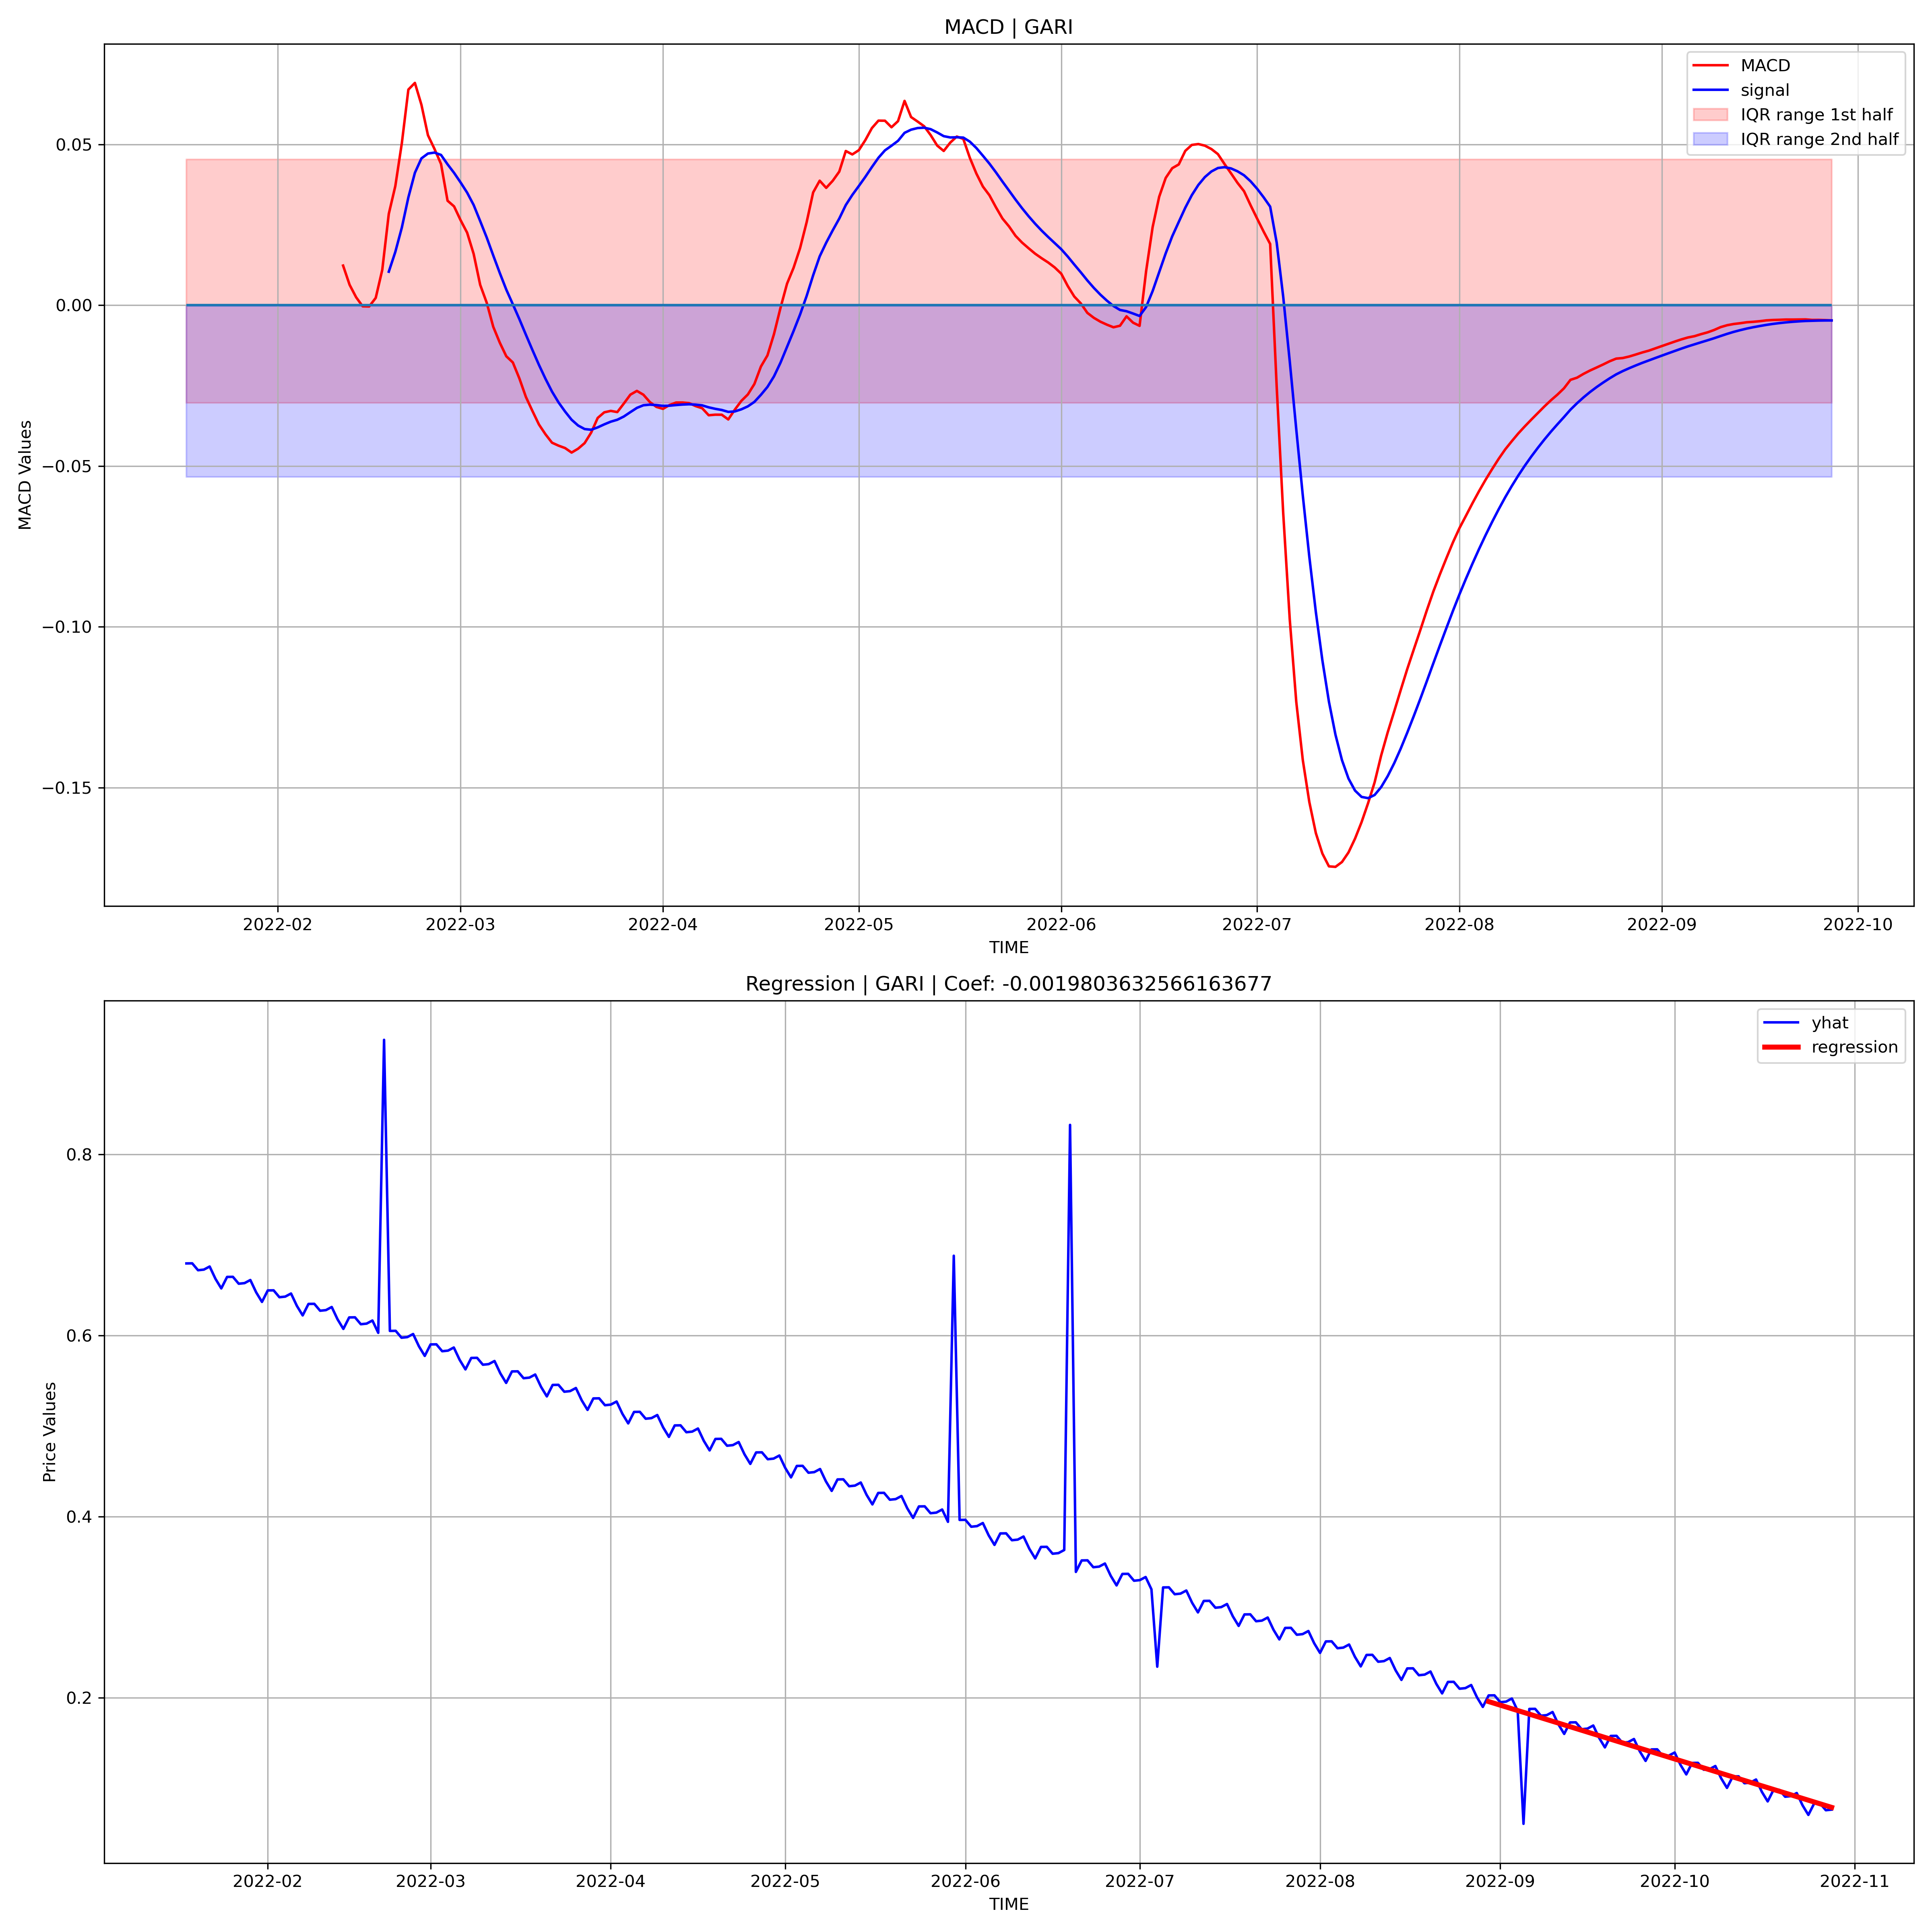 MACD | GARI
MACD
signal
IQR range 1st half
IQR range 2nd half
0.05
0.00
−0.05
−0.10
−0.15
MACD Values
2022-02 2022-03 2022-04 2022-05 2022-06 2022-07 2022-08 2022-09 2022-10
TIME
Regression | GARI | Coef: -0.0019803632566163677
yhat
regression
0.8
0.6
0.4
0.2
Price Values
2022-02 2022-03 2022-04 2022-05 2022-06 2022-07 2022-08 2022-09 2022-10 2022-11
TIME